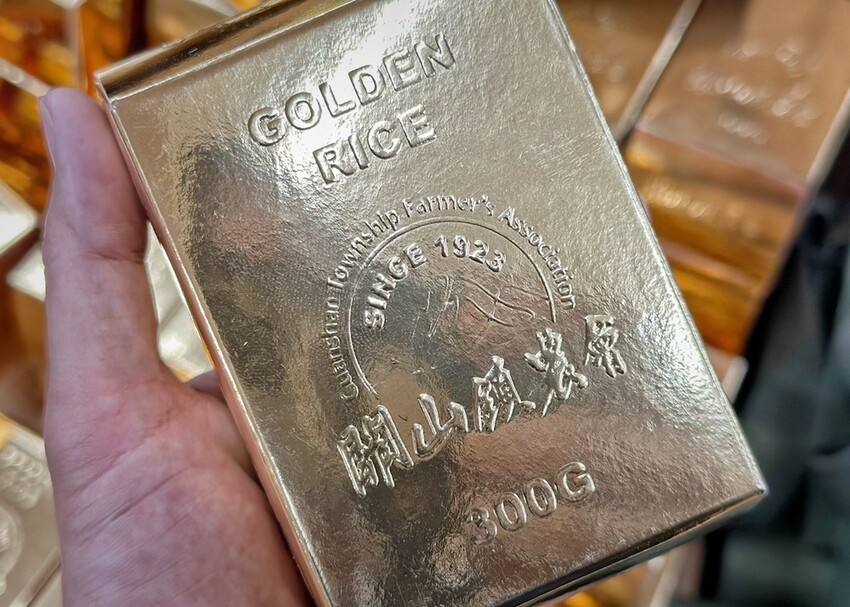 GOLDEN
RICE
Guanshan Township Farmer's Association
SINCE 1923
關山鎮農會
300G